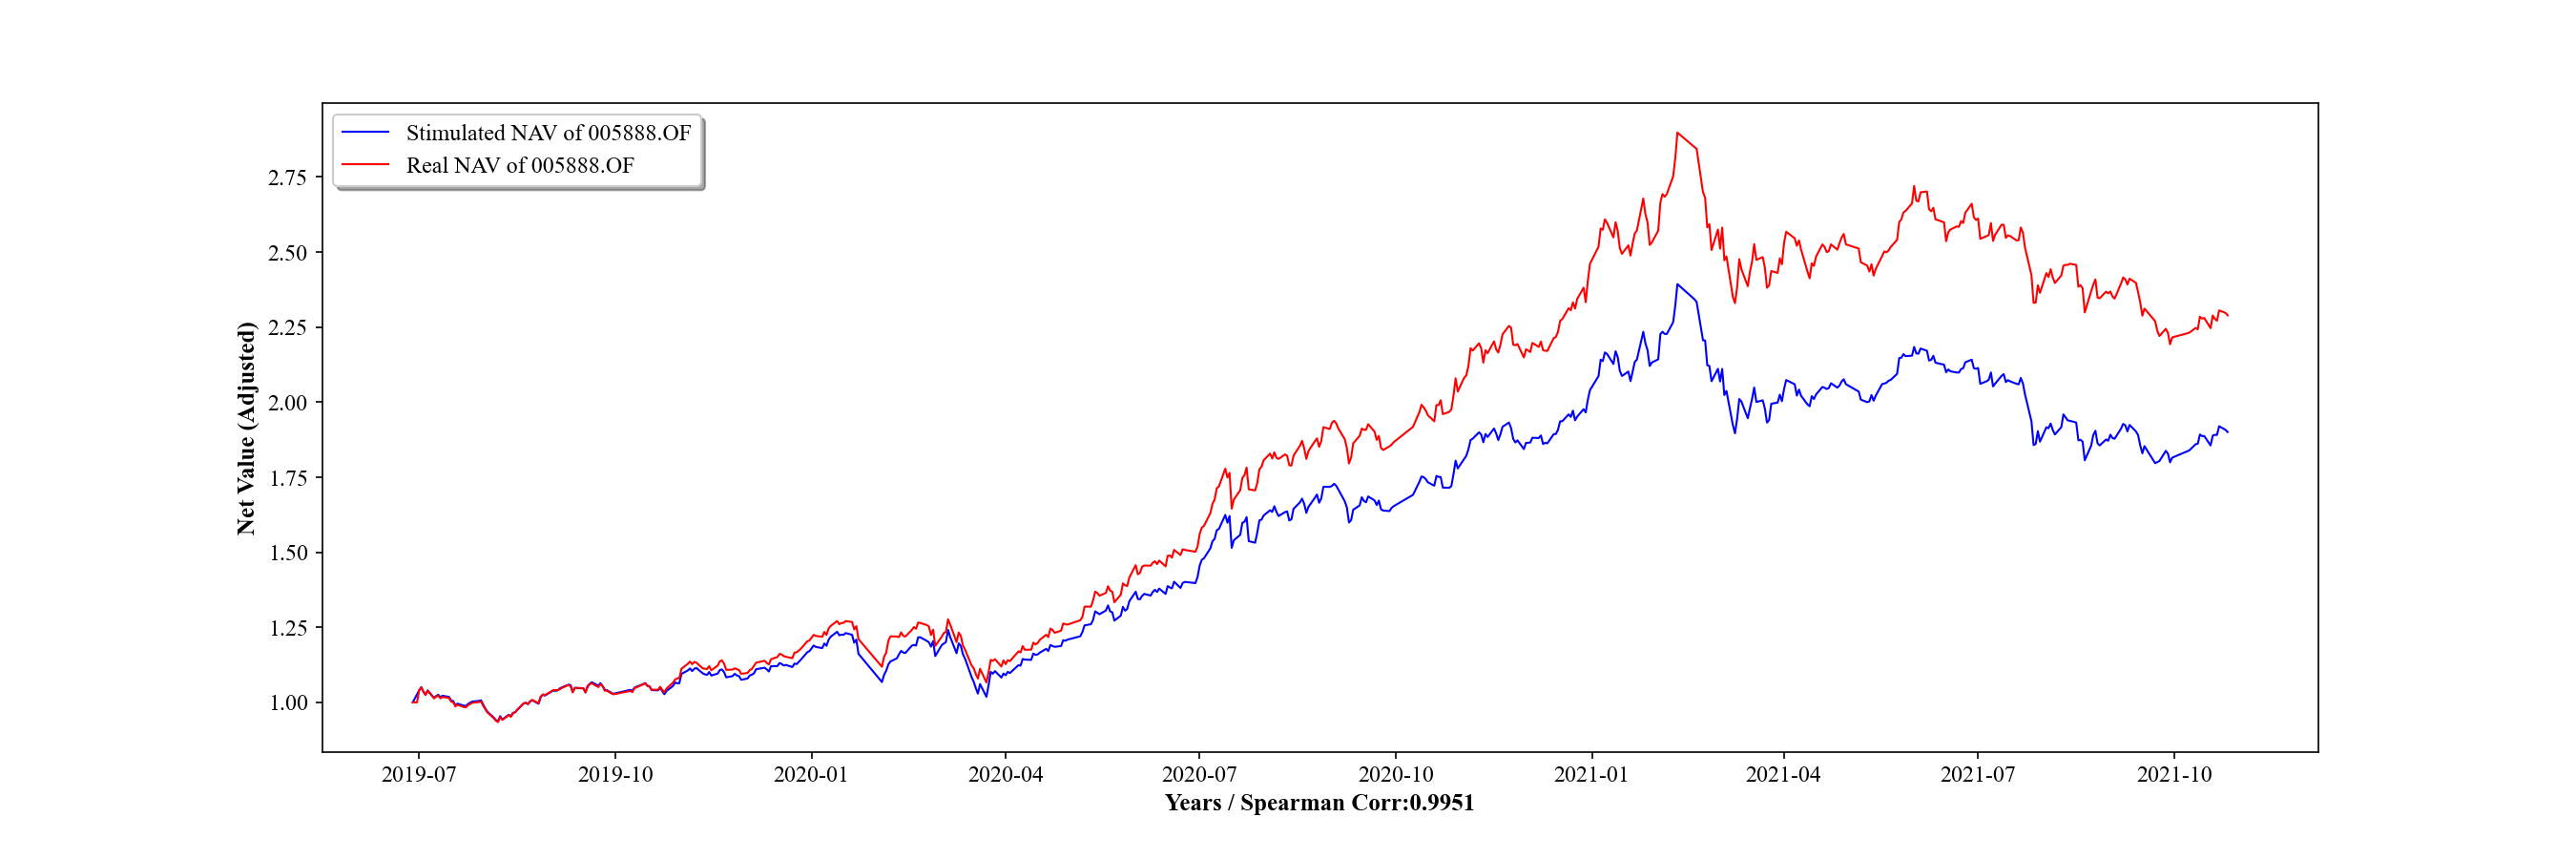 Stimulated NAV of 005888.OF
Real NAV of 005888.OF
Net Value (Adjusted)
2.75
2.50
2.25
2.00
1.75
1.50
1.25
1.00
2019-07 2019-10 2020-01 2020-04 2020-07 2020-10 2021-01 2021-04 2021-07 2021-10
Years / Spearman Corr:0.9951